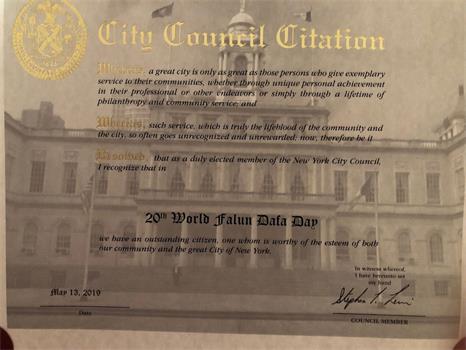 City Council Citation
Whereas, a great city is only as great as those persons who give exemplary
service to their communities, whether through unique personal achievement
in their professional or other endeavors or simply through a lifetime of
philanthropy and community service; and
Whereas, such service, which is truly the lifeblood of the community and
the city, so often goes unrecognized and unrewarded; now, therefore be it
Resolved, that as a duly elected member of the New York City Council,
I recognize that in
20th World Falun Dafa Day
we have an outstanding citizen, one whom is worthy of the esteem of both
our community and the great City of New York.
In witness whereof,
I have hereunto set
my hand
May 13, 2019
Stephen T. Levin
Date
COUNCIL MEMBER